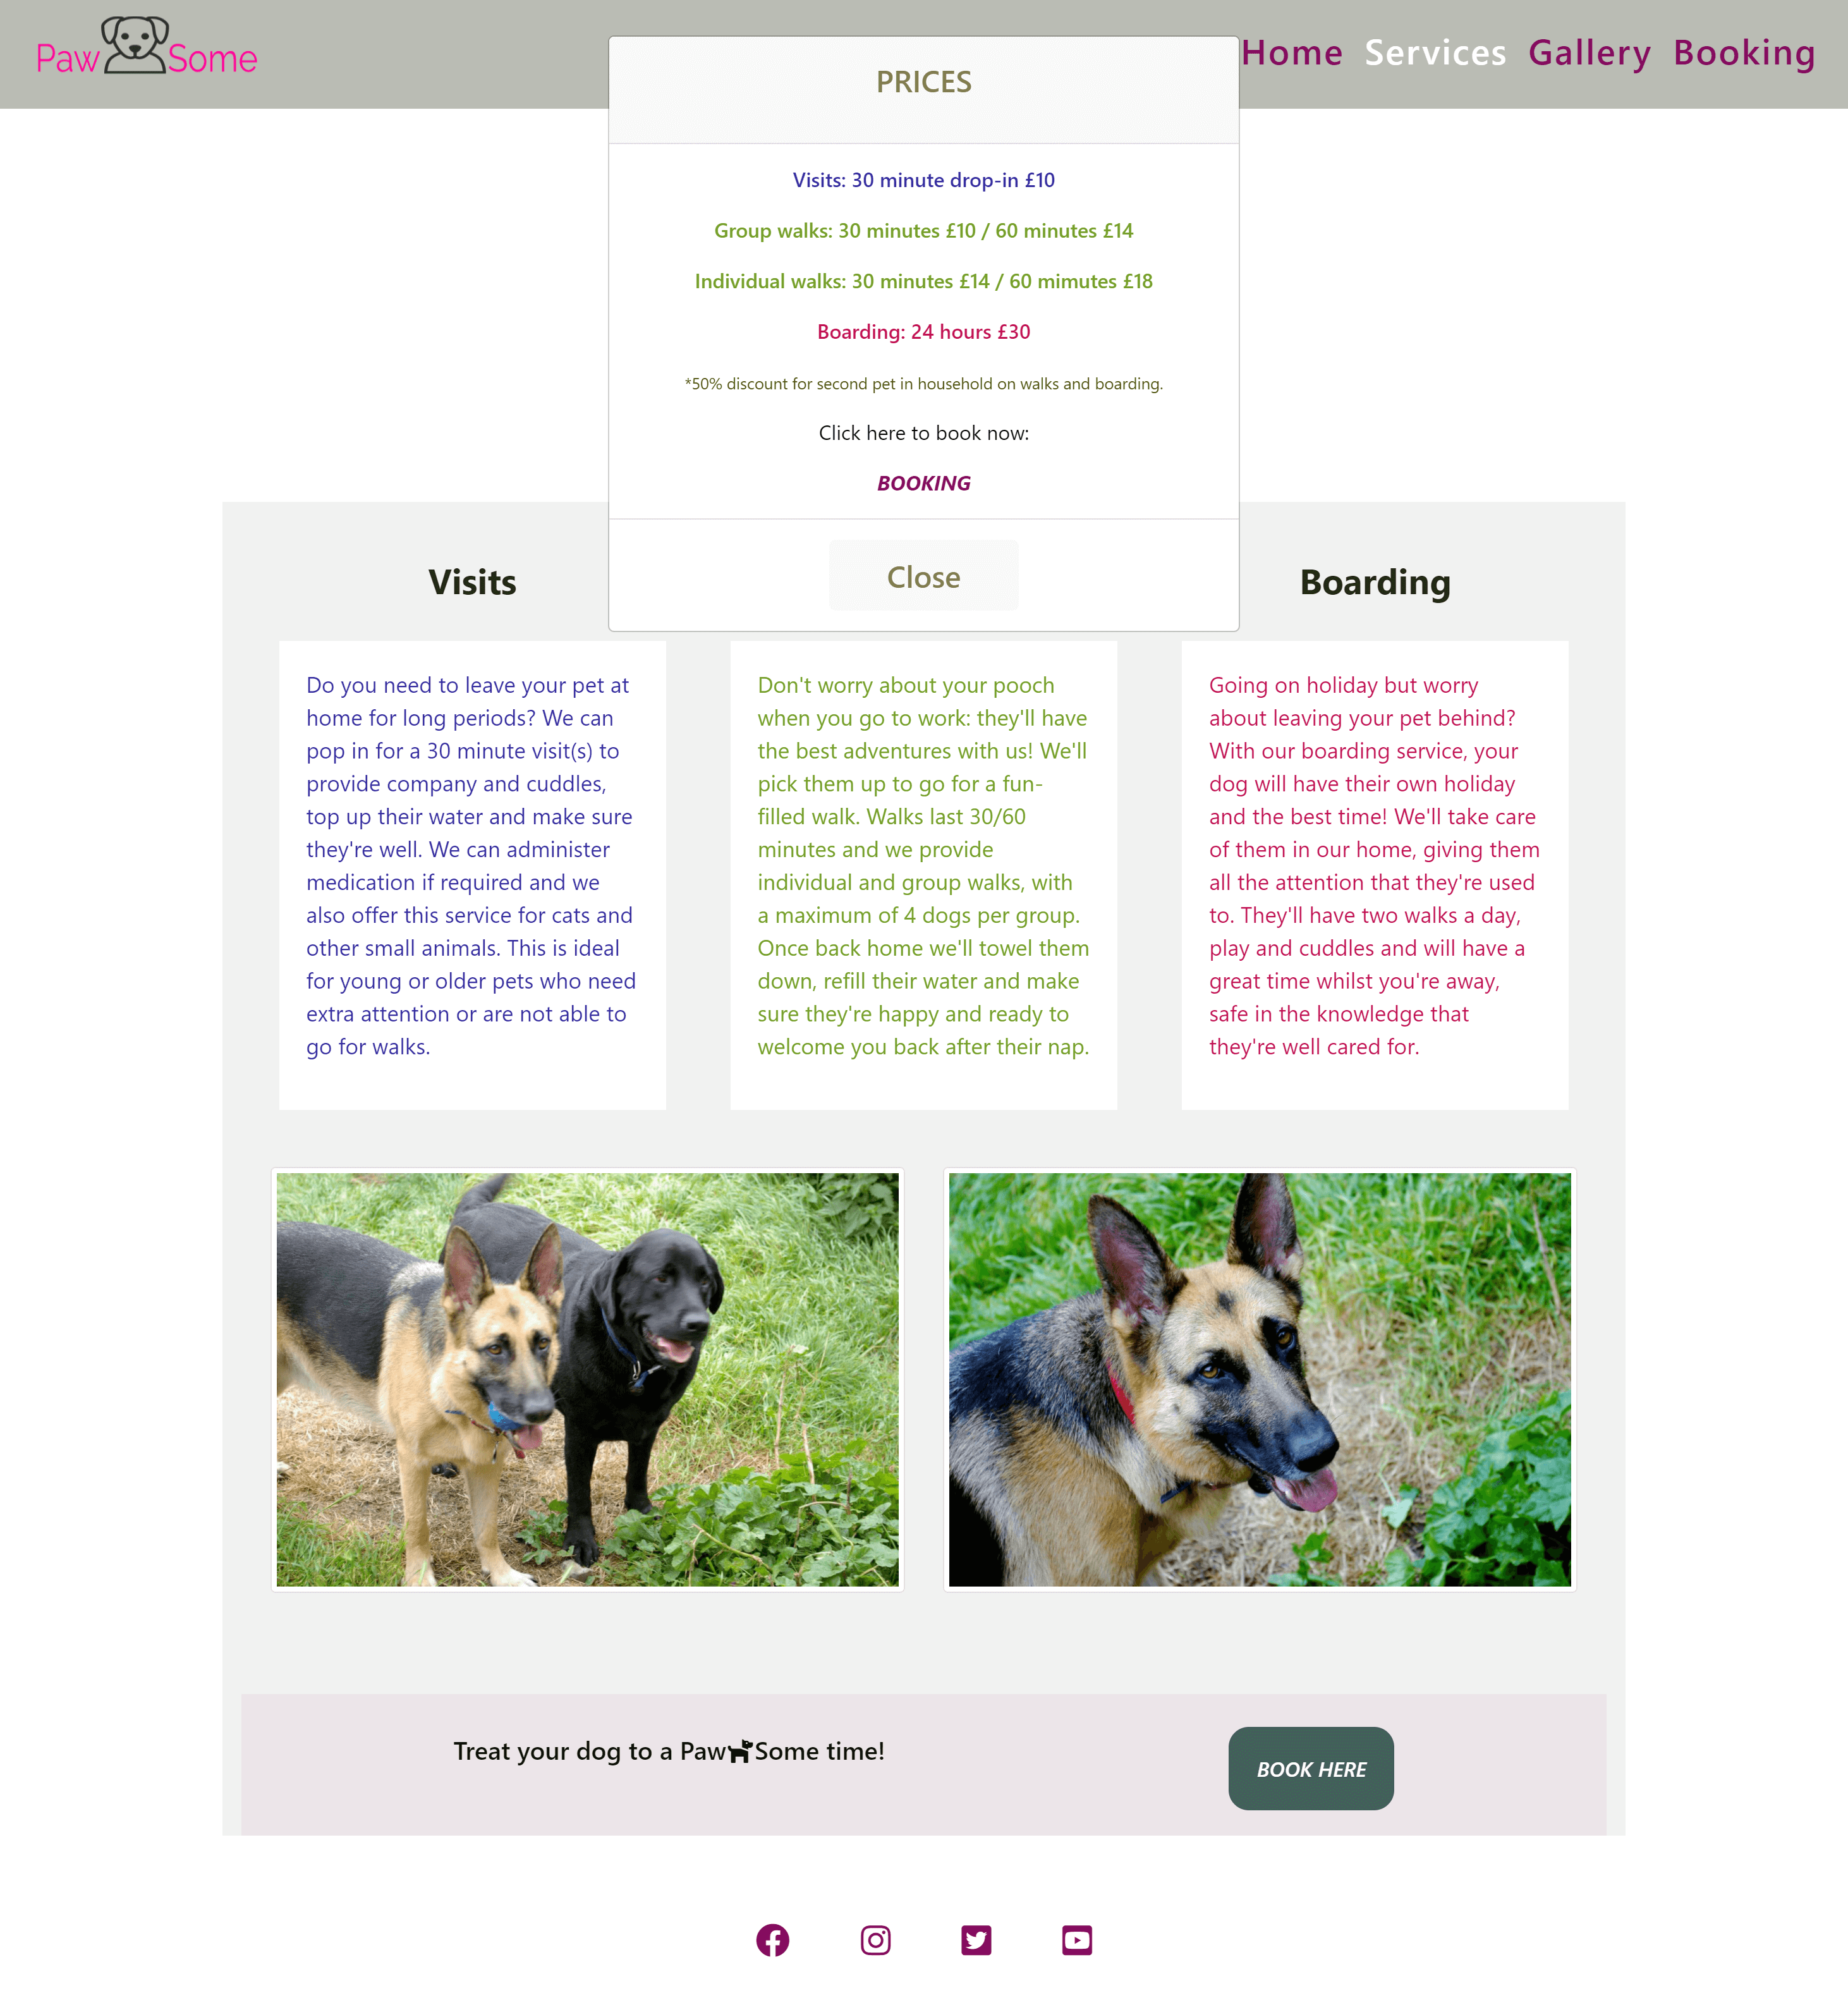 Paw Some
Home Services Gallery Booking
PRICES
Visits: 30 minute drop-in £10
Group walks: 30 minutes £10 / 60 minutes £14
Individual walks: 30 minutes £14 / 60 mimutes £18
Boarding: 24 hours £30
*50% discount for second pet in household on walks and boarding.
Click here to book now:
BOOKING
Close
Visits
Do you need to leave your pet at
home for long periods? We can
pop in for a 30 minute visit(s) to
provide company and cuddles,
top up their water and make sure
they're well. We can administer
medication if required and we
also offer this service for cats and
other small animals. This is ideal
for young or older pets who need
extra attention or are not able to
go for walks.
Don't worry about your pooch
when you go to work: they'll have
the best adventures with us! We'll
pick them up to go for a fun-
filled walk. Walks last 30/60
minutes and we provide
individual and group walks, with
a maximum of 4 dogs per group.
Once back home we'll towel them
down, refill their water and make
sure they're happy and ready to
welcome you back after their nap.
Boarding
Going on holiday but worry
about leaving your pet behind?
With our boarding service, your
dog will have their own holiday
and the best time! We'll take care
of them in our home, giving them
all the attention that they're used
to. They'll have two walks a day,
play and cuddles and will have a
great time whilst you're away,
safe in the knowledge that
they're well cared for.
Treat your dog to a Paw Some time!
BOOK HERE